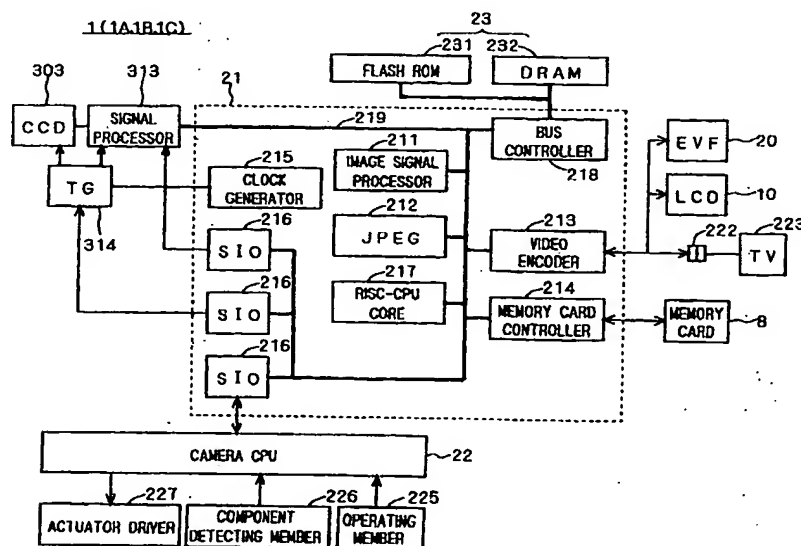 1 (1A,1B,1C)
23
231
232
FLASH ROM
DRAM
303
313
21
CCD
SIGNAL
PROCESSOR
219
211
BUS
CONTROLLER
218
EVF
20
215
IMAGE SIGNAL
PROCESSOR
TG
314
CLOCK
GENERATOR
LCD
10
212
213
216
JPEG
VIDEO
ENCODER
222
223
TV
SIO
217
214
216
RISC-CPU
CORE
MEMORY CARD
CONTROLLER
MEMORY
CARD
8
SIO
216
SIO
CAMERA CPU
22
227
226
225
ACTUATOR DRIVER
COMPONENT
DETECTING MEMBER
OPERATING
MEMBER